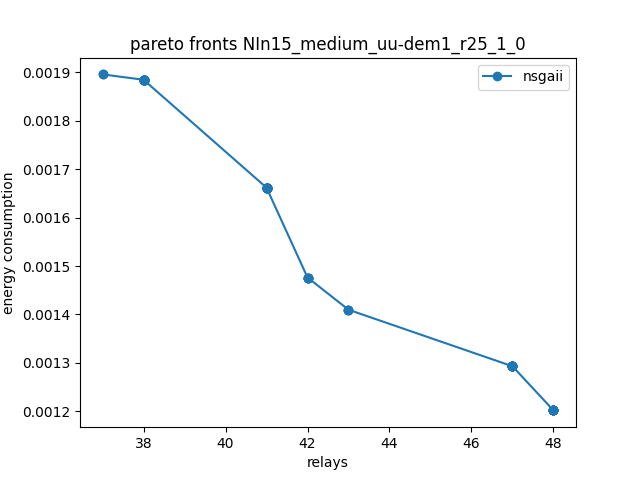 pareto fronts NIn15_medium_uu-dem1_r25_1_0
nsgaii
0.0019
0.0018
0.0017
0.0016
0.0015
0.0014
0.0013
0.0012
energy consumption
38 40 42 44 46 48
relays